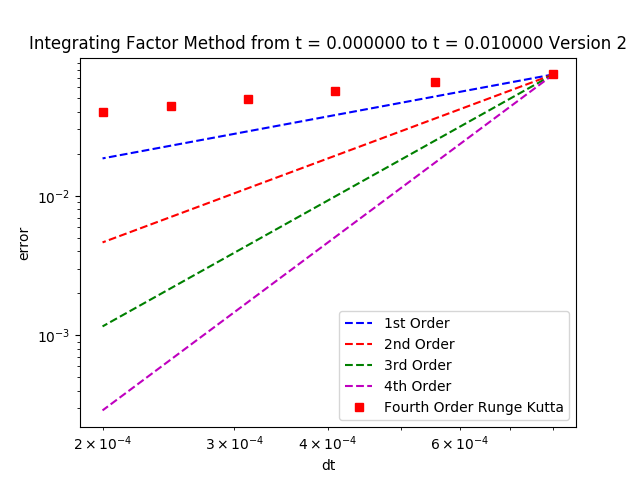 Integrating Factor Method from t = 0.000000 to t = 0.010000 Version 2
error
10⁻²
10⁻³
1st Order
2nd Order
3rd Order
4th Order
Fourth Order Runge Kutta
2 × 10⁻⁴ 3 × 10⁻⁴ 4 × 10⁻⁴ 6 × 10⁻⁴
dt